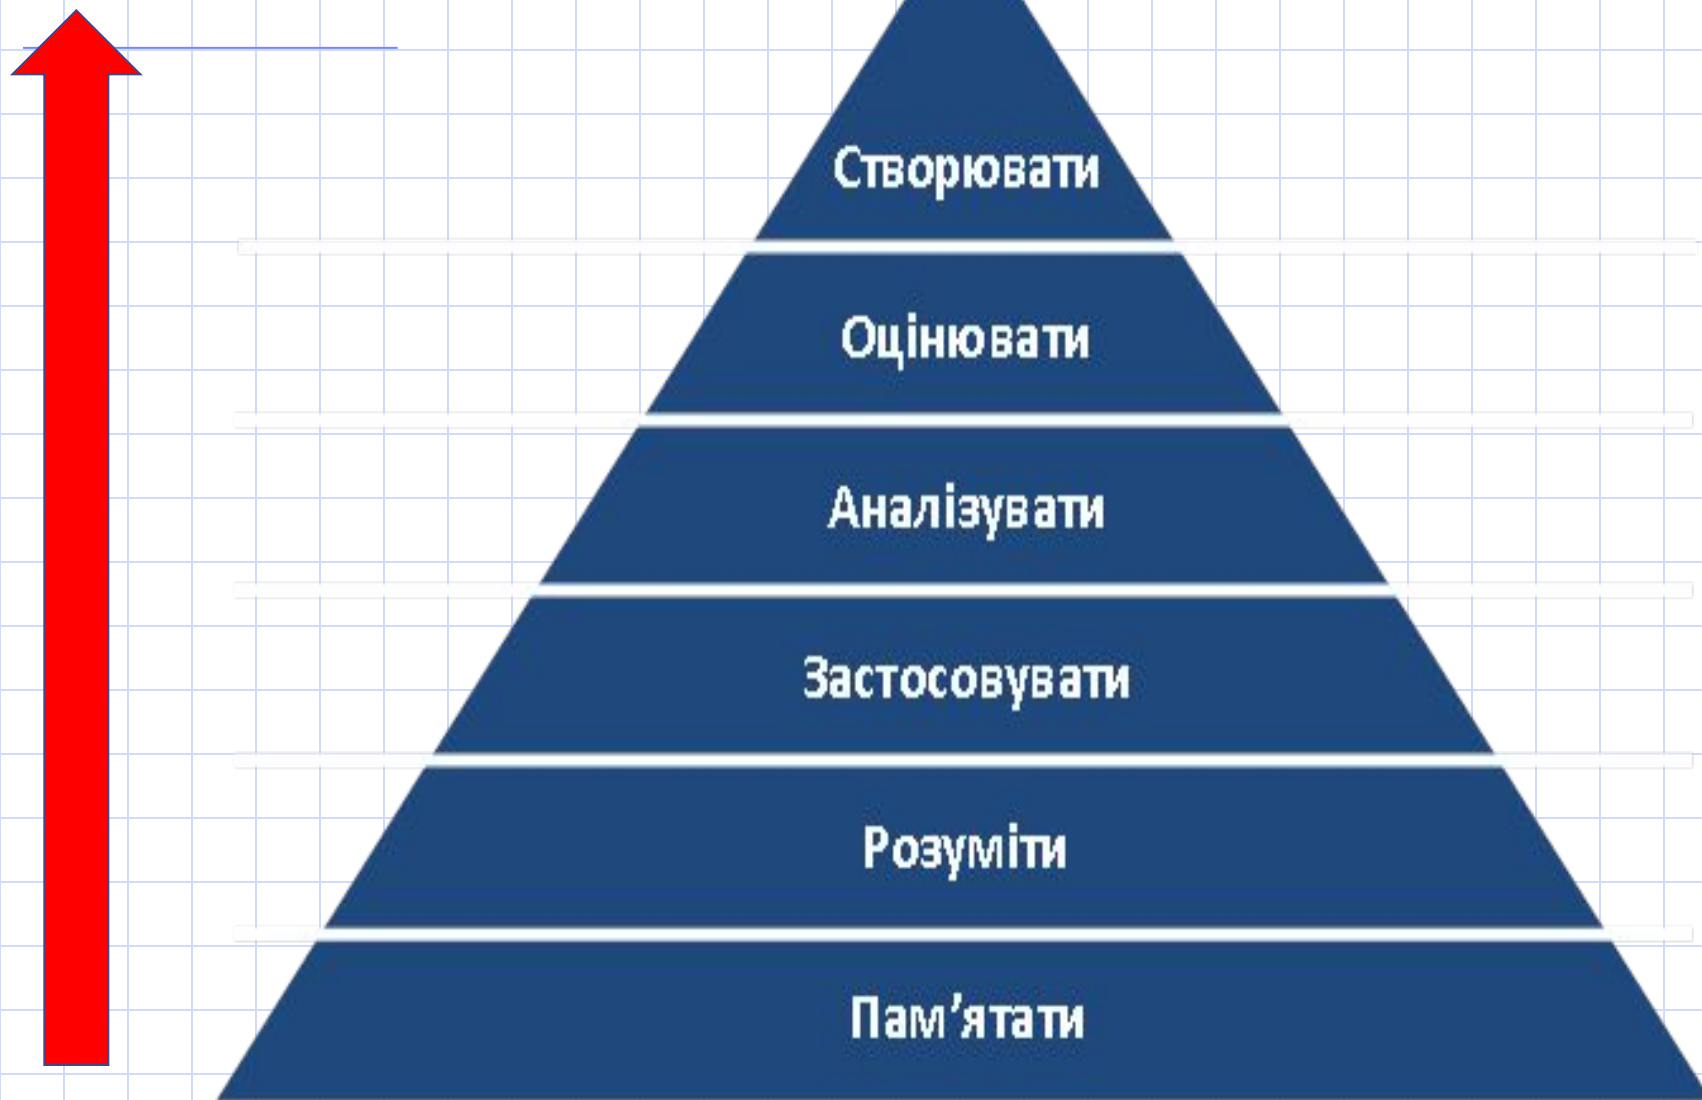 Створювати
Оцінювати
Аналізувати
Застосовувати
Розуміти
Пам’ятати